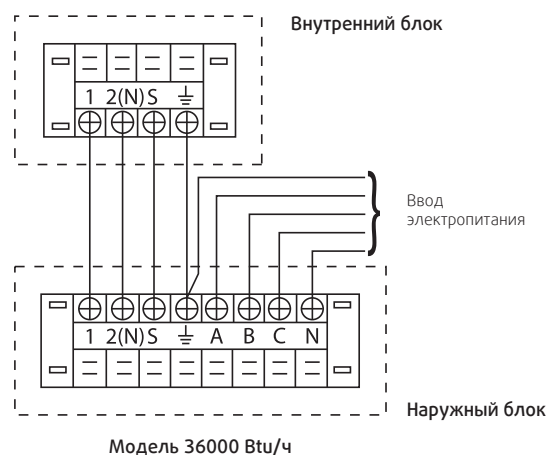 Внутренний блок
1 2(N) S ⏚
Ввод
электропитания
1 2(N) S ⏚ A B C N
Наружный блок
Модель 36000 Btu/ч